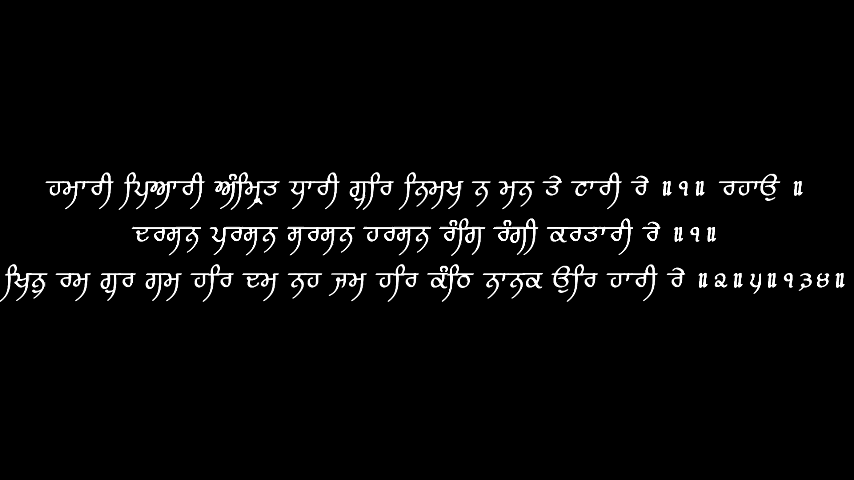 ਹਮਾਰੀ ਪਿਆਰੀ ਅੰਮ੍ਰਿਤ ਧਾਰੀ ਗੁਰਿ ਨਿਮਖ ਨ ਮਨ ਤੇ ਟਾਰੀ ਰੇ ॥੧॥ ਰਹਾਉ ॥
ਦਰਸਨ ਪਰਸਨ ਸਰਸਨ ਹਰਸਨ ਰੰਗਿ ਰੰਗੀ ਕਰਤਾਰੀ ਰੇ ॥੧॥
ਖਿਨੁ ਰਮ ਗੁਰ ਗਮ ਹਰਿ ਦਮ ਨਹ ਜਮ ਹਰਿ ਕੰਠਿ ਨਾਨਕ ਉਰਿ ਹਾਰੀ ਰੇ ॥੨॥੫॥੧੩੪॥